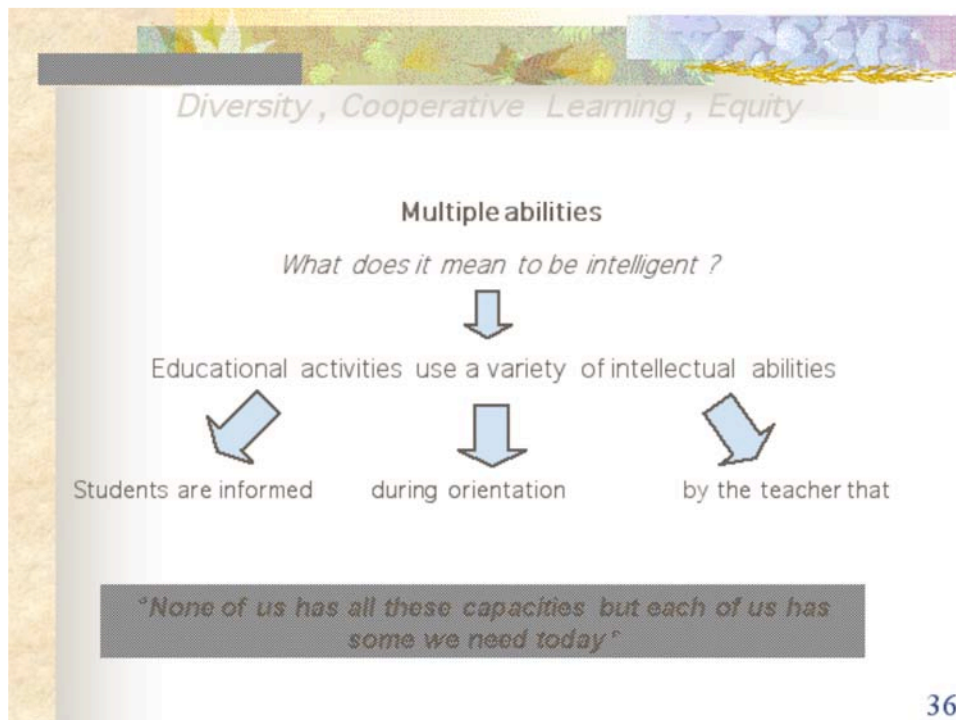 Diversity , Cooperative Learning , Equity
Multiple abilities
What does it mean to be intelligent ?
Educational activities use a variety of intellectual abilities
Students are informed during orientation by the teacher that
"None of us has all these capacities but each of us has
some we need today"
36